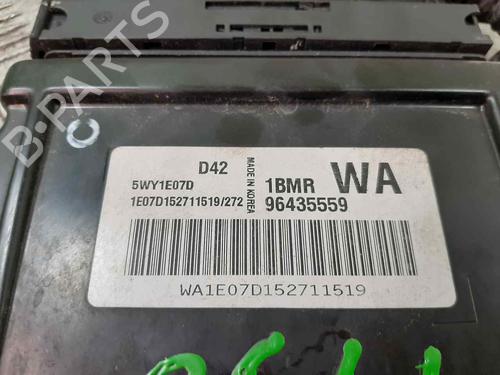 B-PARTS
D42
5WY1E07D
1E07D152711519/272
MADE IN KOREA
1BMR WA
96435559
WA1E07D152711519